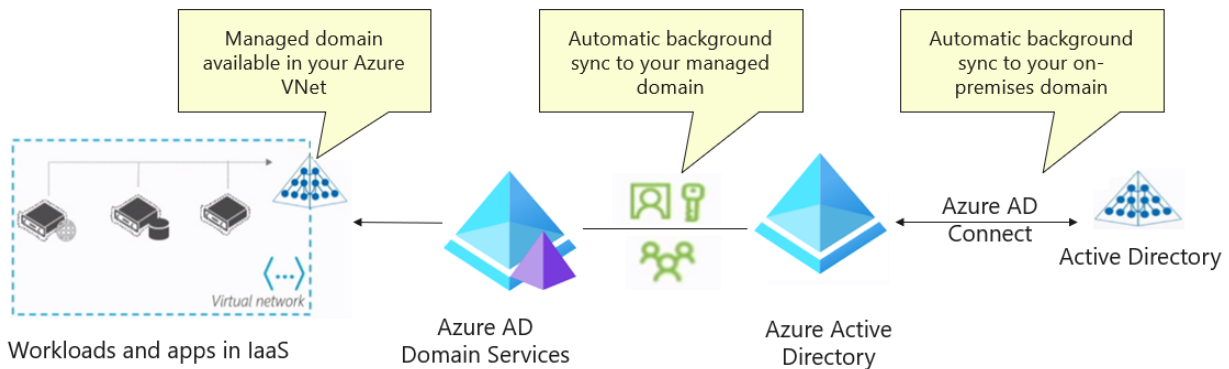 Managed domain
available in your Azure
VNet
Automatic background
sync to your managed
domain
Automatic background
sync to your on-
premises domain
Virtual network
Azure AD
Connect
Active Directory
Workloads and apps in IaaS
Azure AD
Domain Services
Azure Active
Directory